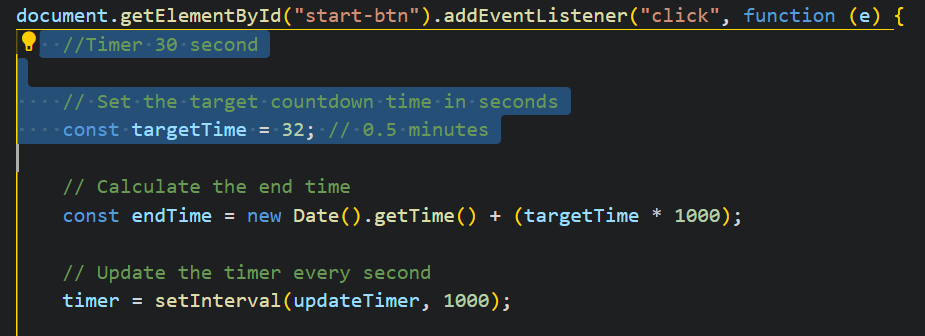 document.getElementById("start-btn").addEventListener("click", function (e) {
//Timer 30 second
// Set the target countdown time in seconds
const targetTime = 32; // 0.5 minutes
// Calculate the end time
const endTime = new Date().getTime() + (targetTime * 1000);
// Update the timer every second
timer = setInterval(updateTimer, 1000);